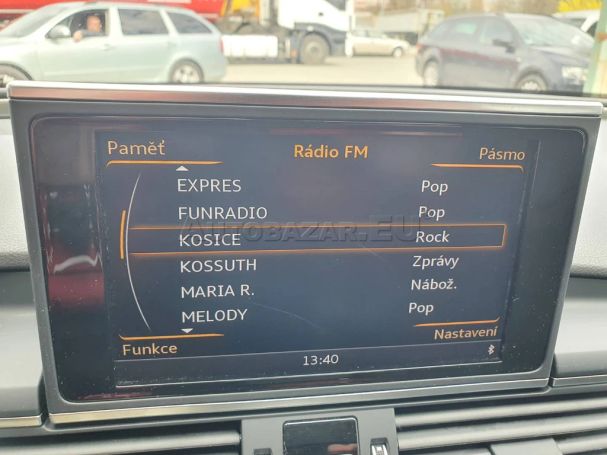 Paměť Rádio FM Pásmo
EXPRES Pop
FUNRADIO Pop
AUTOBAZAR.EU
KOSICE Rock
KOSSUTH Zprávy
MARIA R. Nábož.
MELODY Pop
Funkce Nastavení
13:40